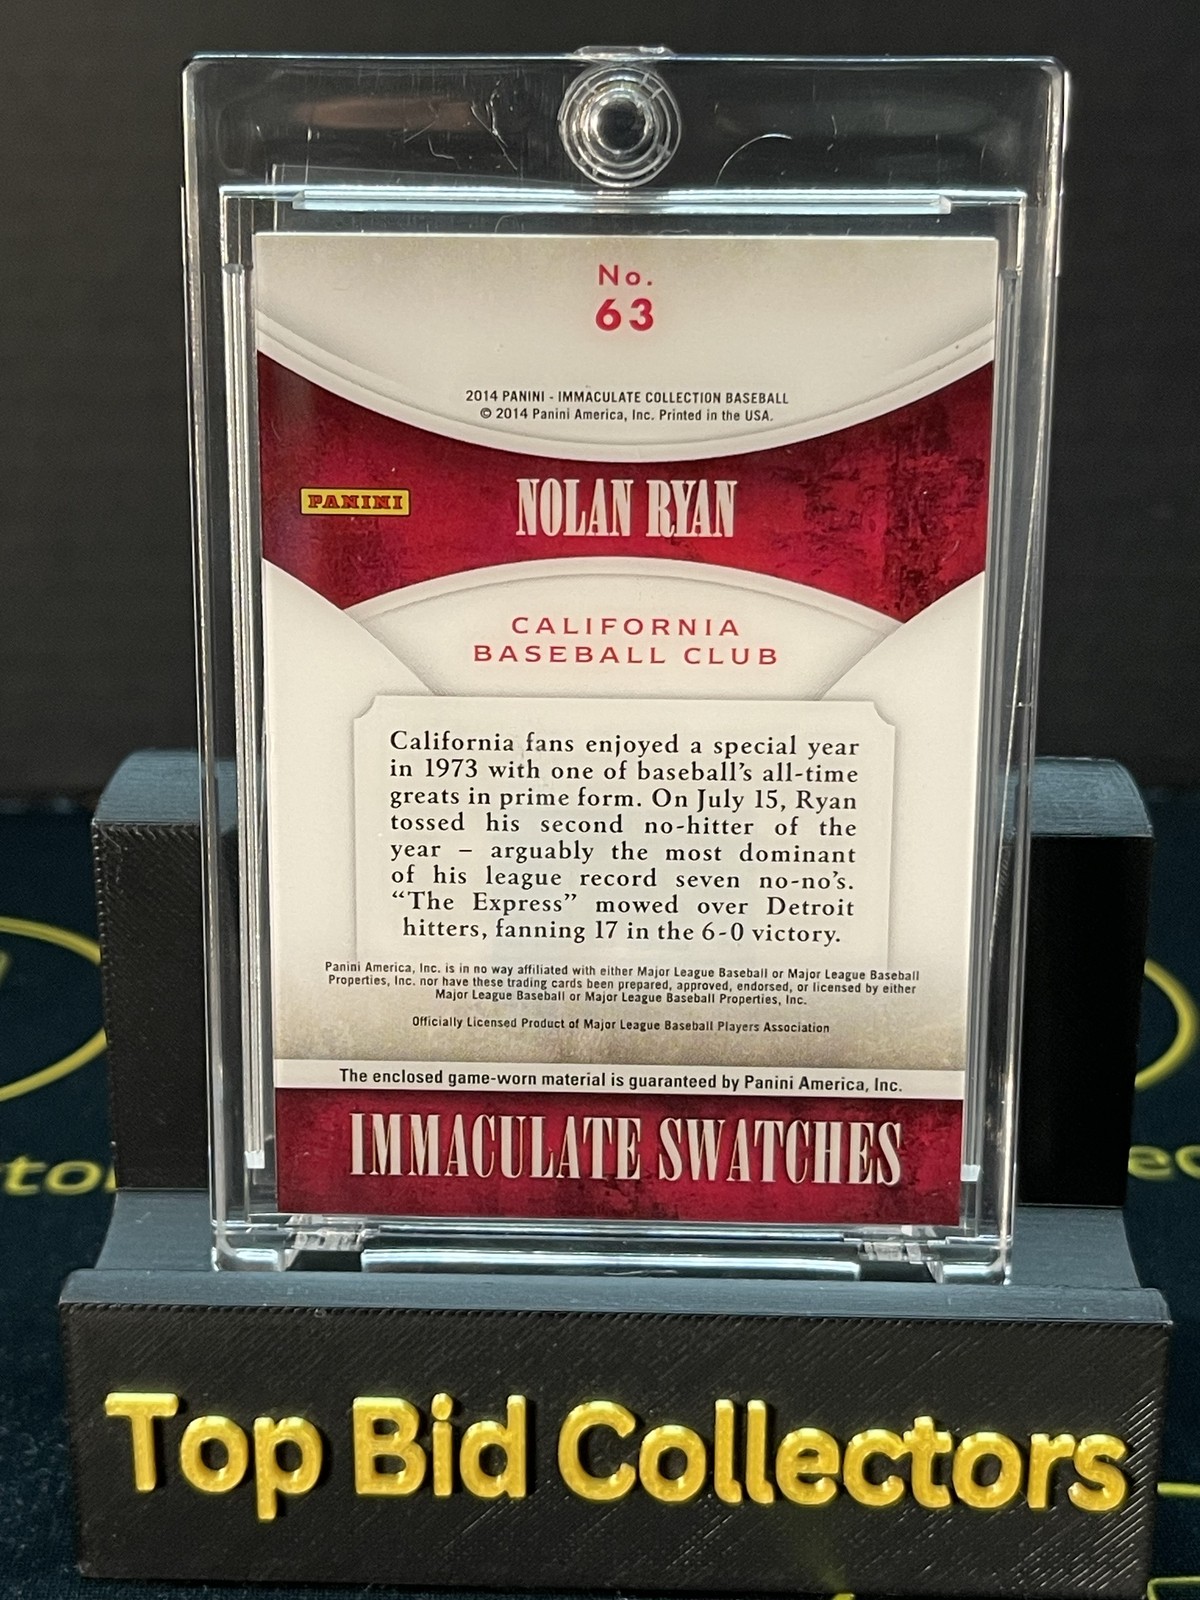 No.
63
2014 PANINI - IMMACULATE COLLECTION BASEBALL
© 2014 Panini America, Inc. Printed in the USA.
PANINI
NOLAN RYAN
CALIFORNIA
BASEBALL CLUB
California fans enjoyed a special year
in 1973 with one of baseball's all-time
greats in prime form. On July 15, Ryan
tossed his second no-hitter of the
year – arguably the most dominant
of his league record seven no-no's.
“The Express” mowed over Detroit
hitters, fanning 17 in the 6-0 victory.
Panini America, Inc. is in no way affiliated with either Major League Baseball or Major League Baseball
Properties, Inc. nor have these trading cards been prepared, approved, endorsed, or licensed by either
Major League Baseball or Major League Baseball Properties, Inc.
Officially Licensed Product of Major League Baseball Players Association
The enclosed game-worn material is guaranteed by Panini America, Inc.
IMMACULATE SWATCHES
Top Bid Collectors